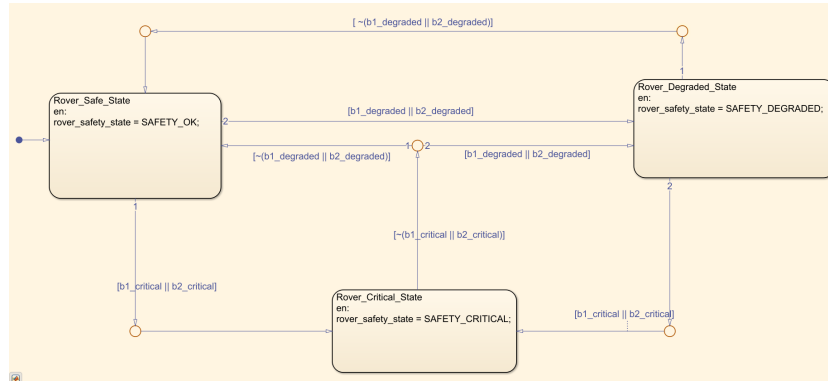 [ ~(b1_degraded || b2_degraded)]
Rover_Safe_State
en:
rover_safety_state = SAFETY_OK;
1
Rover_Degraded_State
en:
rover_safety_state = SAFETY_DEGRADED;
2
[b1_degraded || b2_degraded]
1
2
[~(b1_degraded || b2_degraded)]
[b1_degraded || b2_degraded]
1
2
[~(b1_critical || b2_critical)]
[b1_critical || b2_critical]
Rover_Critical_State
en:
rover_safety_state = SAFETY_CRITICAL;
[b1_critical || b2_critical]